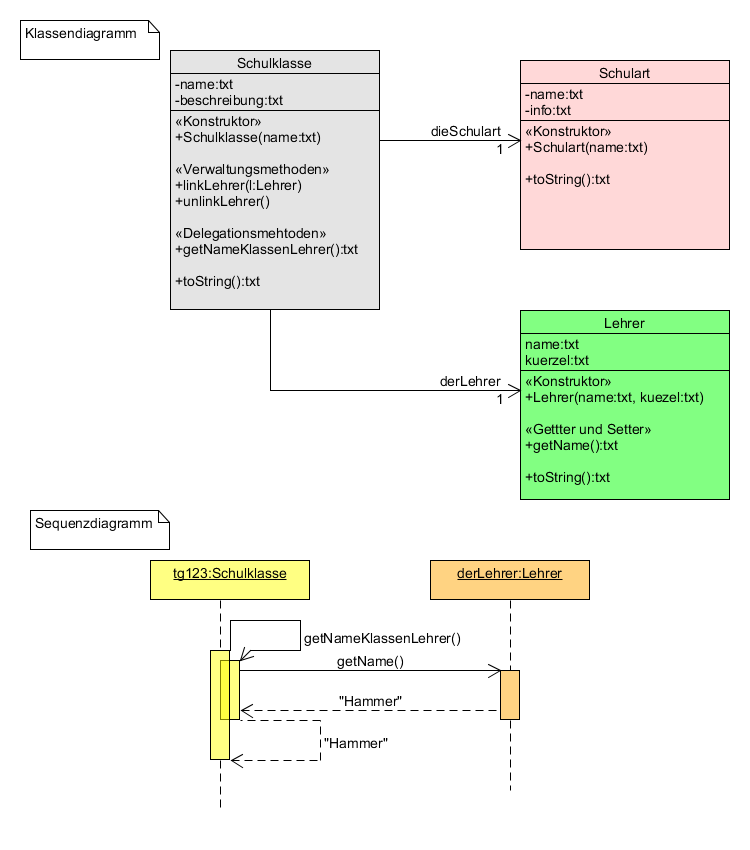 Klassendiagramm
Schulklasse
-name:txt
-beschreibung:txt
«Konstruktor»
+Schulklasse(name:txt)
«Verwaltungsmethoden»
+linkLehrer(l:Lehrer)
+unlinkLehrer()
«Delegationsmehtoden»
+getNameKlassenLehrer():txt
+toString():txt
dieSchulart
1
Schulart
-name:txt
-info:txt
«Konstruktor»
+Schulart(name:txt)
+toString():txt
derLehrer
1
Lehrer
name:txt
kuerzel:txt
«Konstruktor»
+Lehrer(name:txt, kuezel:txt)
«Gettter und Setter»
+getName():txt
+toString():txt
Sequenzdiagramm
tg123:Schulklasse
derLehrer:Lehrer
getNameKlassenLehrer()
getName()
"Hammer"
"Hammer"